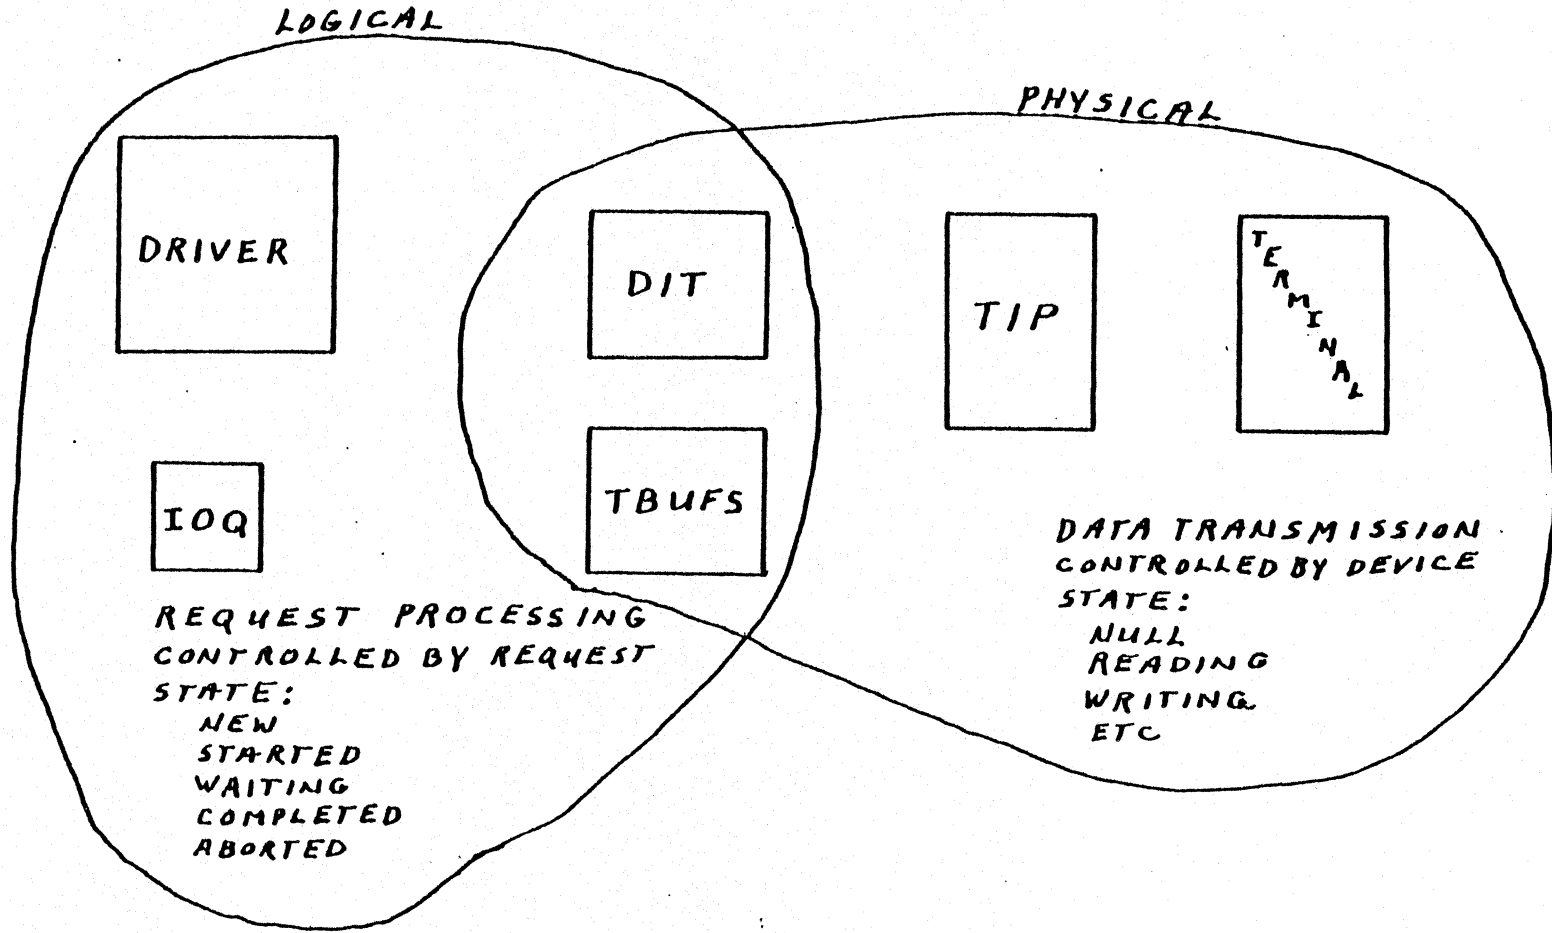 LOGICAL
PHYSICAL
DRIVER
DIT
TIP
TERMINAL
IOQ
TBUFS
REQUEST PROCESSING
CONTROLLED BY REQUEST
STATE:
NEW
STARTED
WAITING
COMPLETED
ABORTED
DATA TRANSMISSION
CONTROLLED BY DEVICE
STATE:
NULL
READING
WRITING
ETC